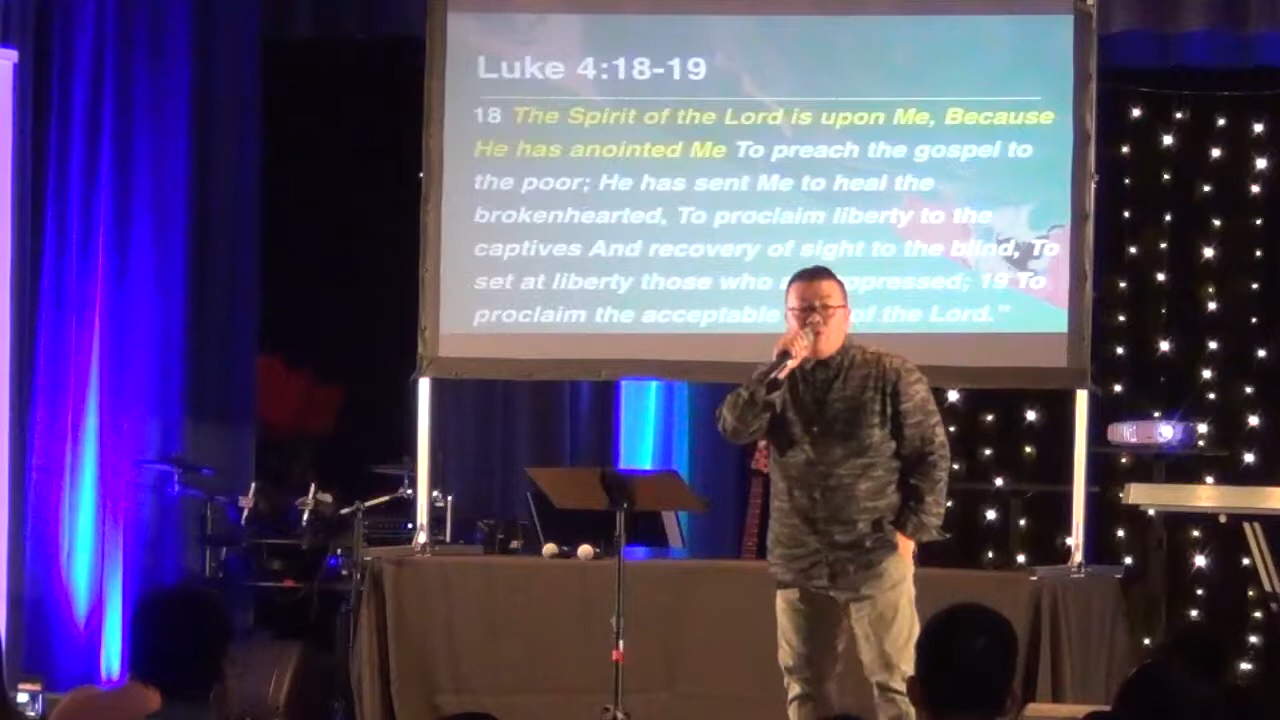 Luke 4:18-19
18 The Spirit of the Lord is upon Me, Because
He has anointed Me To preach the gospel to
the poor; He has sent Me to heal the
brokenhearted, To proclaim liberty to the
captives And recovery of sight to the blind, To
set at liberty those who oppressed; 19 To
proclaim the acceptable of the Lord."